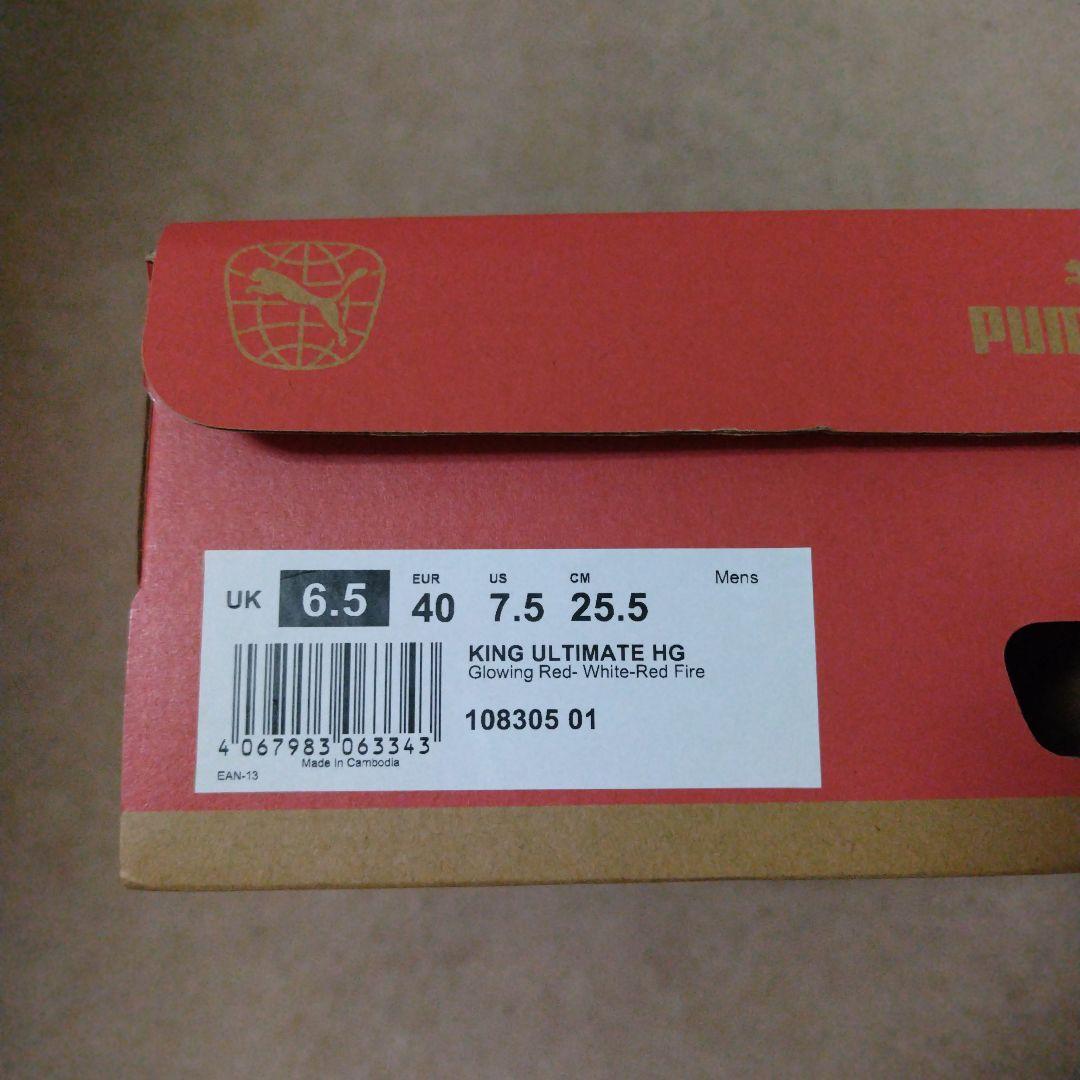 PUM
UK 6.5 EUR 40 US 7.5 CM 25.5 Mens
KING ULTIMATE HG
Glowing Red- White-Red Fire
108305 01
4 067983 063343
Made In Cambodia
EAN-13